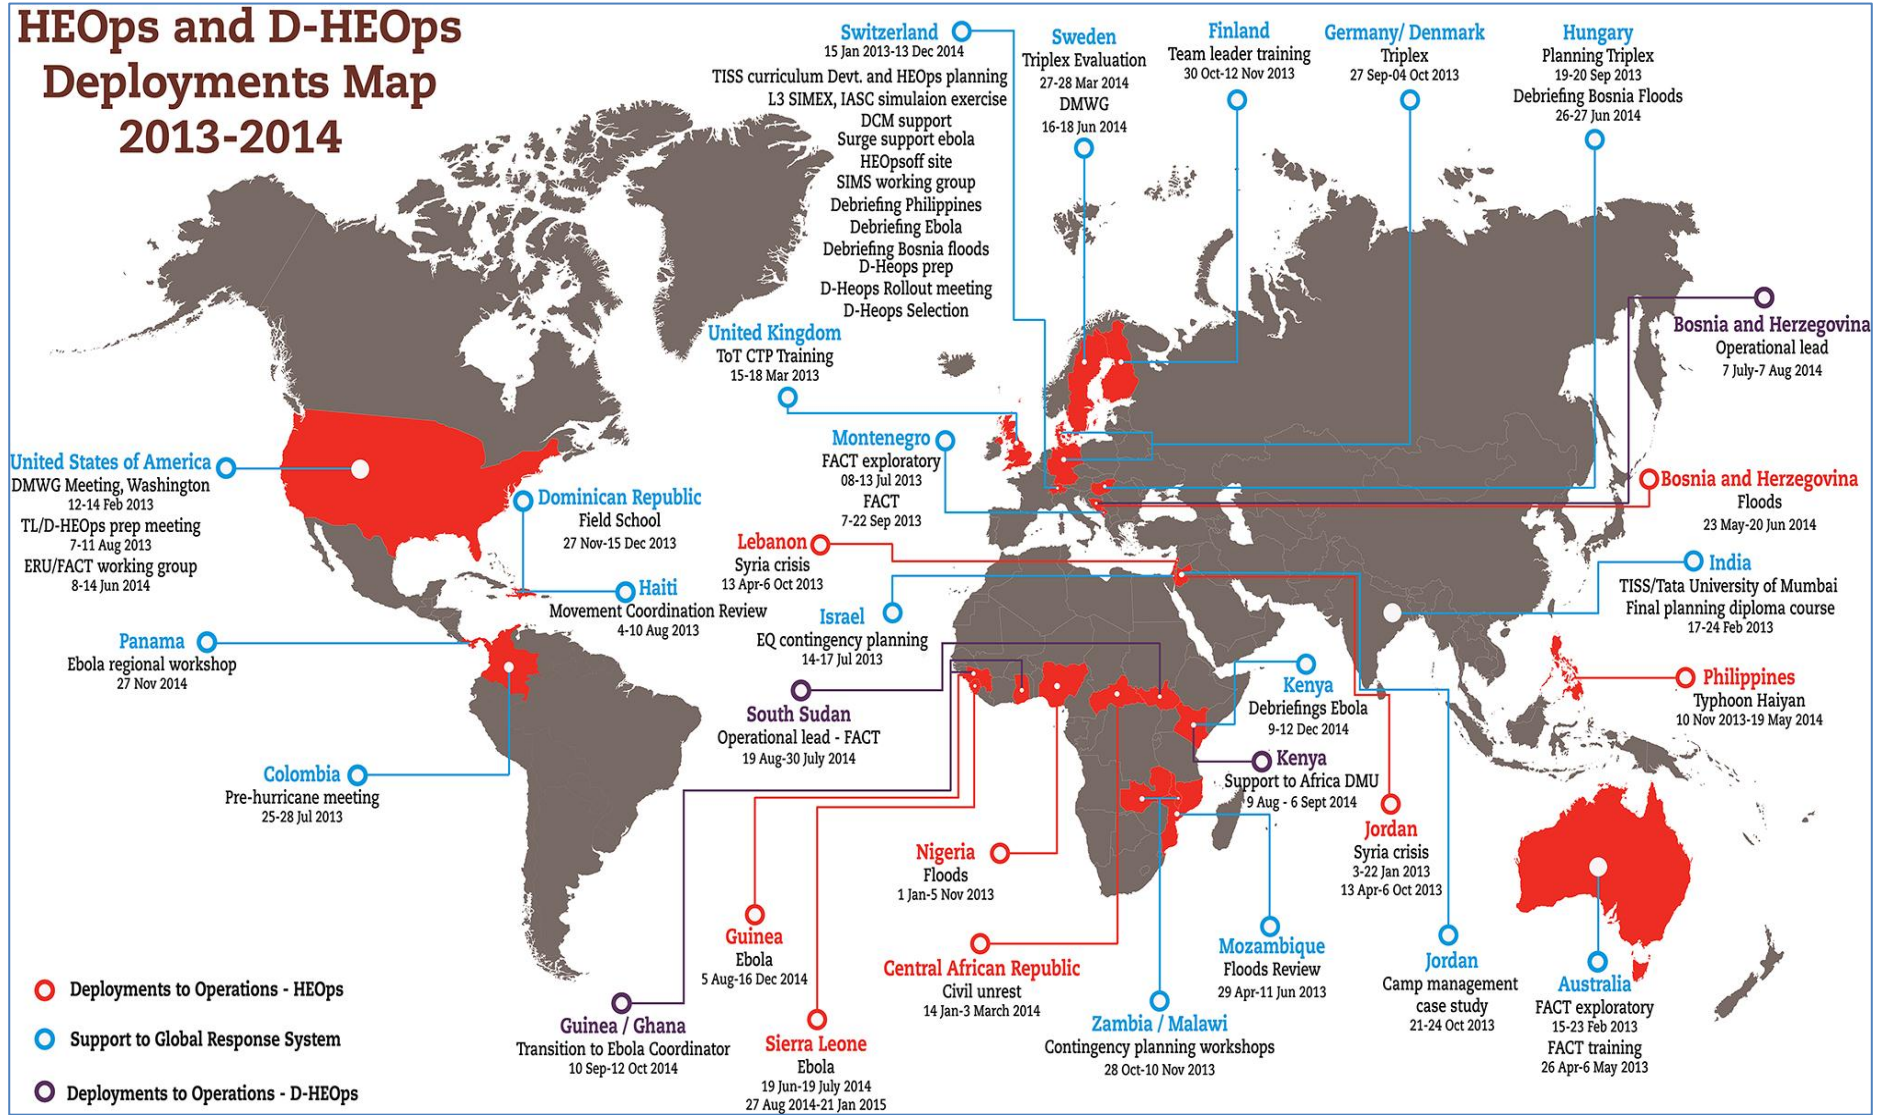 HEOps and D-HEOps
Deployments Map
2013-2014
Switzerland
15 Jan 2013-13 Dec 2014
TISS curriculum Devt. and HEOps planning
L3 SIMEX, IASC simulaion exercise
DCM support
Surge support ebola
HEOpsoff site
SIMS working group
Debriefing Philippines
Debriefing Ebola
Debriefing Bosnia floods
D-Heops prep
D-Heops Rollout meeting
D-Heops Selection
Sweden
Triplex Evaluation
27-28 Mar 2014
DMWG
16-18 Jun 2014
Finland
Team leader training
30 Oct-12 Nov 2013
Germany/ Denmark
Triplex
27 Sep-04 Oct 2013
Hungary
Planning Triplex
19-20 Sep 2013
Debriefing Bosnia Floods
26-27 Jun 2014
Bosnia and Herzegovina
Operational lead
7 July-7 Aug 2014
United Kingdom
ToT CTP Training
15-18 Mar 2013
Montenegro
FACT exploratory
08-13 Jul 2013
FACT
7-22 Sep 2013
United States of America
DMWG Meeting, Washington
12-14 Feb 2013
TL/D-HEOps prep meeting
7-11 Aug 2013
ERU/FACT working group
8-14 Jun 2014
Dominican Republic
Field School
27 Nov-15 Dec 2013
Haiti
Movement Coordination Review
4-10 Aug 2013
Lebanon
Syria crisis
13 Apr-6 Oct 2013
Israel
EQ contingency planning
14-17 Jul 2013
Bosnia and Herzegovina
Floods
23 May-20 Jun 2014
India
TISS/Tata University of Mumbai
Final planning diploma course
17-24 Feb 2013
Panama
Ebola regional workshop
27 Nov 2014
South Sudan
Operational lead - FACT
19 Aug-30 July 2014
Kenya
Debriefings Ebola
9-12 Dec 2014
Kenya
Support to Africa DMU
9 Aug - 6 Sept 2014
Philippines
Typhoon Haiyan
10 Nov 2013-19 May 2014
Colombia
Pre-hurricane meeting
25-28 Jul 2013
Nigeria
Floods
1 Jan-5 Nov 2013
Jordan
Syria crisis
3-22 Jan 2013
13 Apr-6 Oct 2013
Guinea
Ebola
5 Aug-16 Dec 2014
Central African Republic
Civil unrest
14 Jan-3 March 2014
Mozambique
Floods Review
29 Apr-11 Jun 2013
Jordan
Camp management
case study
21-24 Oct 2013
Australia
FACT exploratory
15-23 Feb 2013
FACT training
26 Apr-6 May 2013
Guinea / Ghana
Transition to Ebola Coordinator
10 Sep-12 Oct 2014
Sierra Leone
Ebola
19 Jun-19 July 2014
27 Aug 2014-21 Jan 2015
Zambia / Malawi
Contingency planning workshops
28 Oct-10 Nov 2013
Deployments to Operations - HEOps
Support to Global Response System
Deployments to Operations - D-HEOps